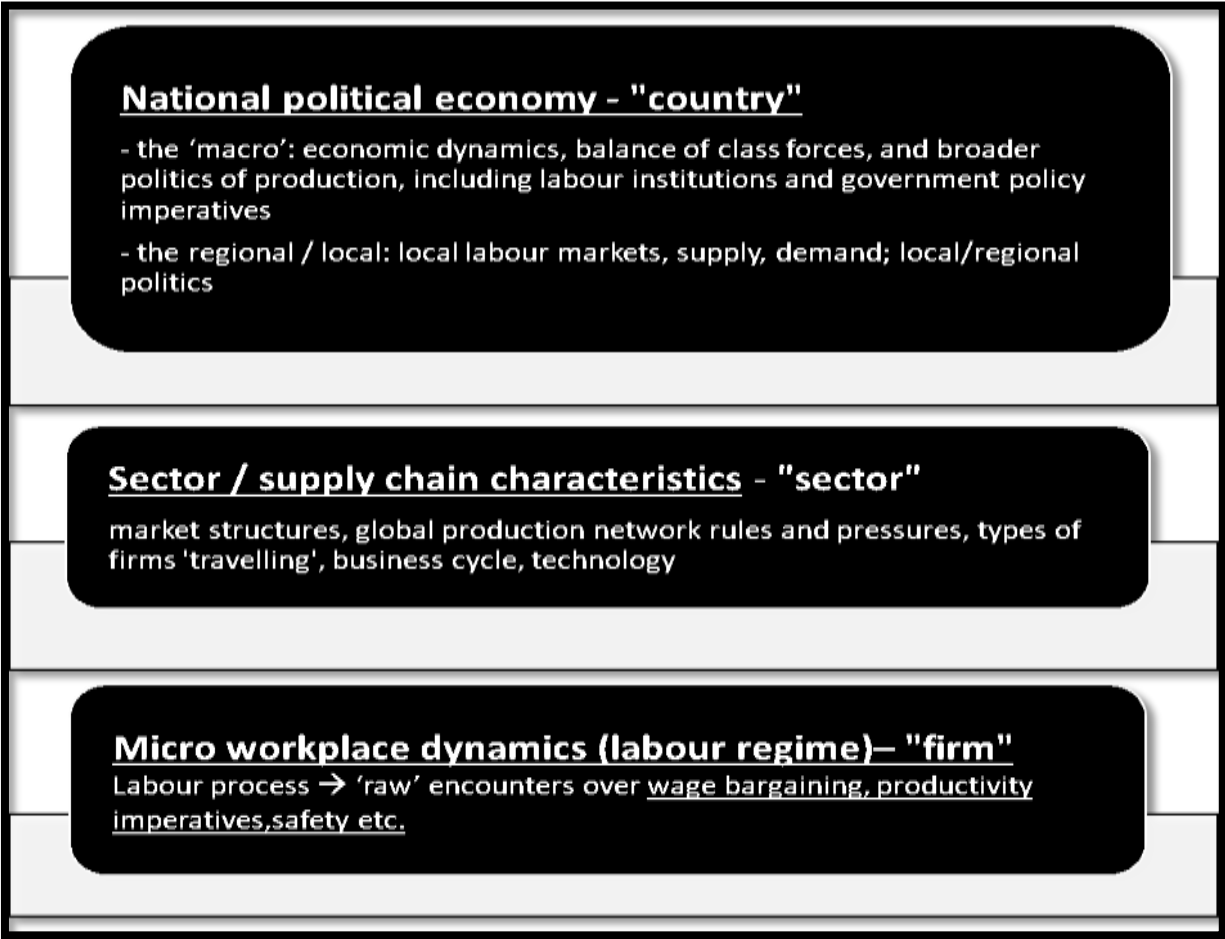 National political economy - "country"
- the ‘macro’: economic dynamics, balance of class forces, and broader
politics of production, including labour institutions and government policy
imperatives
- the regional / local: local labour markets, supply, demand; local/regional
politics
Sector / supply chain characteristics - "sector"
market structures, global production network rules and pressures, types of
firms 'travelling', business cycle, technology
Micro workplace dynamics (labour regime)– "firm"
Labour process → ‘raw’ encounters over wage bargaining, productivity
imperatives,safety etc.